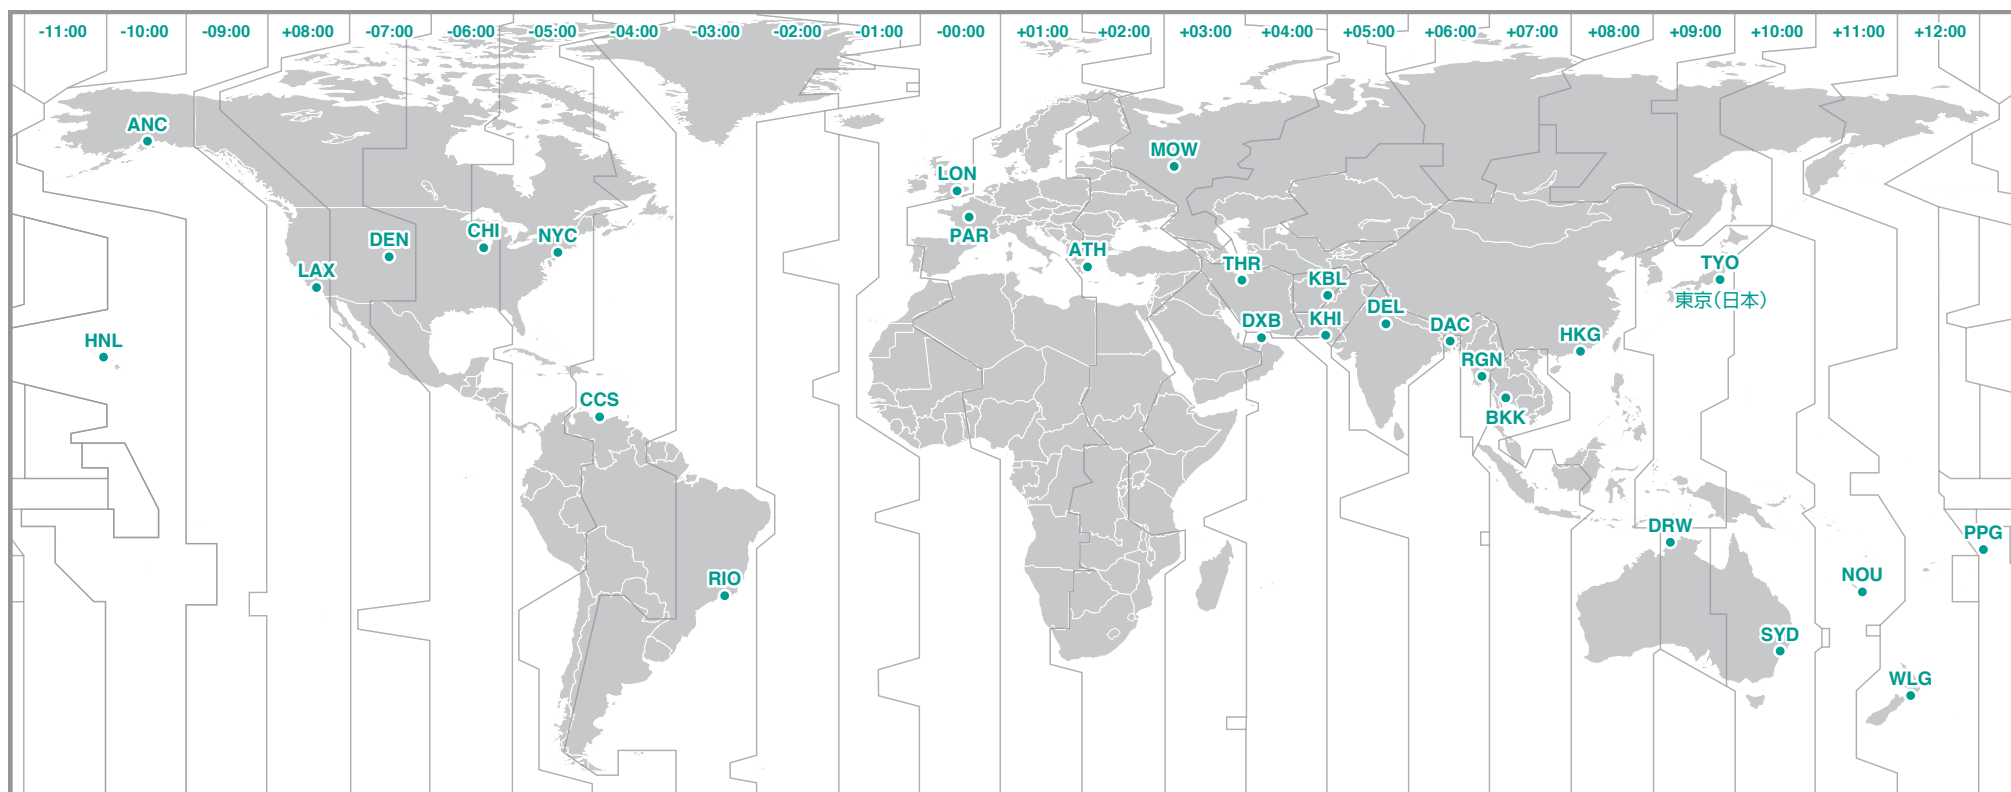 -11:00 -10:00 -09:00 +08:00 -07:00 -06:00 -05:00 -04:00 -03:00 -02:00 -01:00 -00:00 +01:00 +02:00 +03:00 +04:00 +05:00 +06:00 +07:00 +08:00 +09:00 +10:00 +11:00 +12:00
ANC
MOW
LON
CHI
NYC
PAR
DEN
ATH
THR
TYO
LAX
KBL
東京(日本)
DEL
DXB
KHI
DAC
HKG
HNL
RGN
CCS
BKK
DRW
PPG
NOU
RIO
SYD
WLG